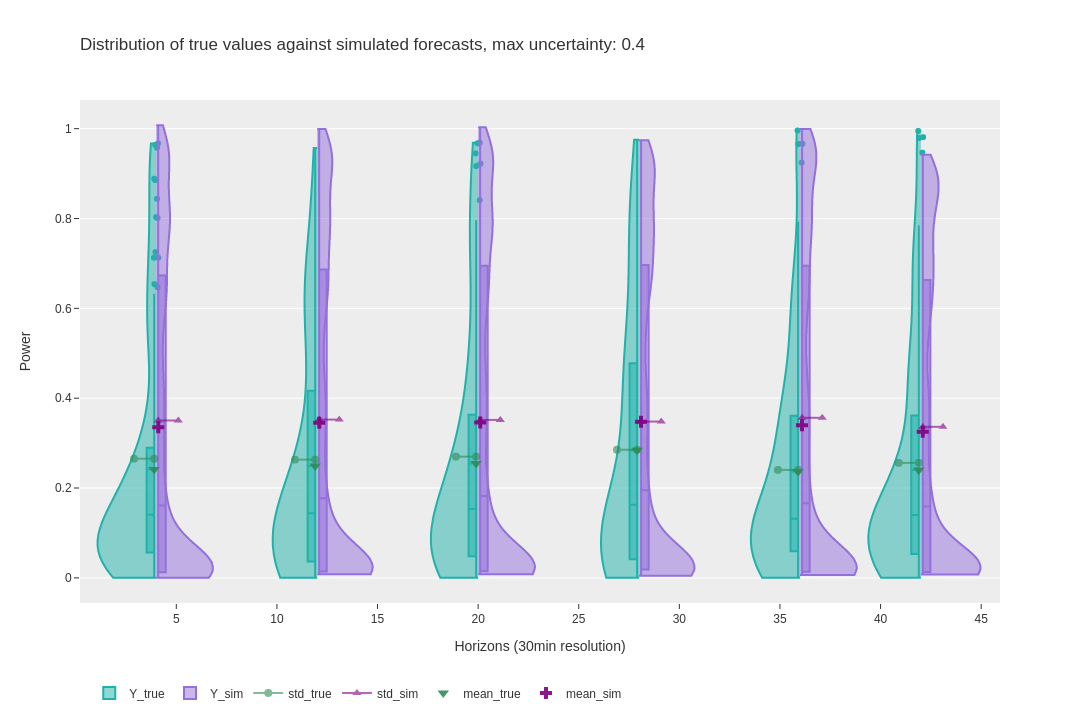 Distribution of true values against simulated forecasts, max uncertainty: 0.4
1
0.8
0.6
0.4
0.2
0
Power
5 10 15 20 25 30 35 40 45
Horizons (30min resolution)
Y_true Y_sim std_true std_sim mean_true mean_sim